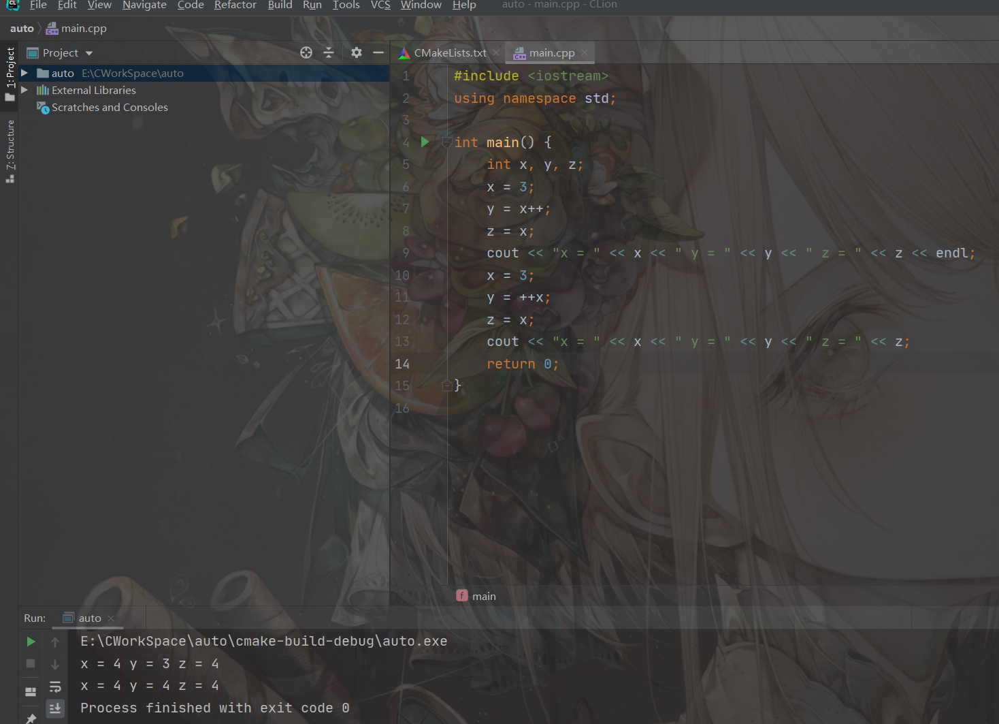 File Edit View Navigate Code Refactor Build Run Tools VCS Window Help auto - main.cpp - CLion
auto main.cpp
1: Project
7: Structure
Project
auto E:\CWorkSpace\auto
External Libraries
Scratches and Consoles
CMakeLists.txt main.cpp
1 #include <iostream>
2 using namespace std;
3
4 int main() {
5 int x, y, z;
6 x = 3;
7 y = x++;
8 z = x;
9 cout << "x = " << x << " y = " << y << " z = " << z << endl;
10 x = 3;
11 y = ++x;
12 z = x;
13 cout << "x = " << x << " y = " << y << " z = " << z;
14 return 0;
15 }
16
f main
Run: auto
E:\CWorkSpace\auto\cmake-build-debug\auto.exe
x = 4 y = 3 z = 4
x = 4 y = 4 z = 4
Process finished with exit code 0